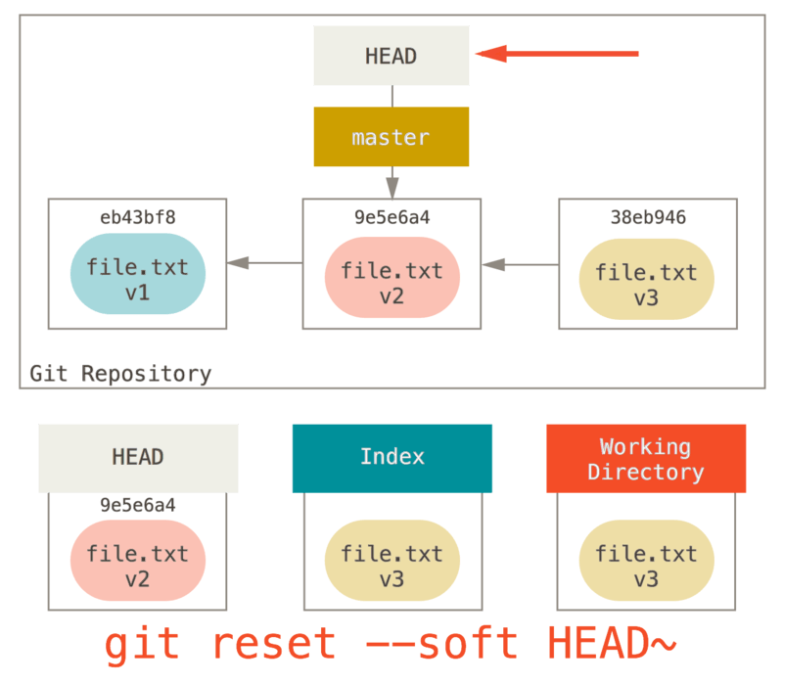 HEAD
master
eb43bf8
file.txt
v1
9e5e6a4
file.txt
v2
38eb946
file.txt
v3
Git Repository
HEAD
9e5e6a4
file.txt
v2
Index
file.txt
v3
Working
Directory
file.txt
v3
git reset --soft HEAD~